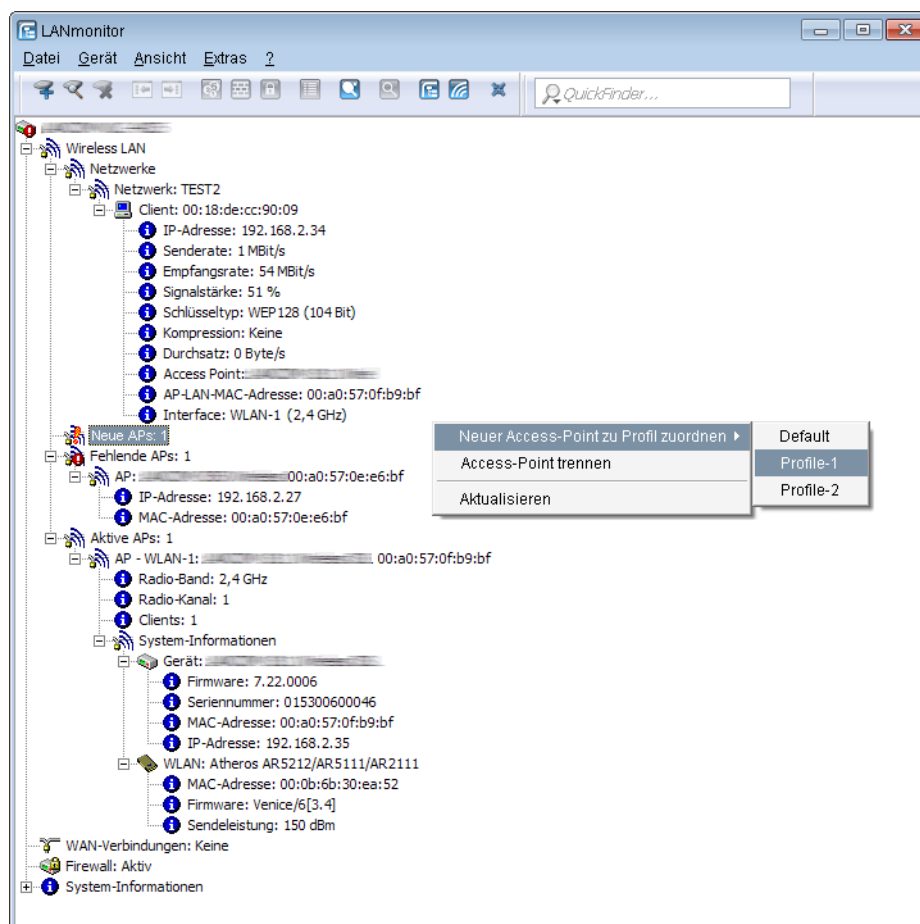 LANmonitor
Datei Gerät Ansicht Extras ?
QuickFinder...
Wireless LAN
Netzwerke
Netzwerk: TEST2
Client: 00:18:de:cc:90:09
IP-Adresse: 192.168.2.34
Senderate: 1 MBit/s
Empfangsrate: 54 MBit/s
Signalstärke: 51 %
Schlüsseltyp: WEP128 (104 Bit)
Kompression: Keine
Durchsatz: 0 Byte/s
Access Point:
AP-LAN-MAC-Adresse: 00:a0:57:0f:b9:bf
Interface: WLAN-1 (2,4 GHz)
Neue APs: 1
Neuer Access-Point zu Profil zuordnen
Default
Access-Point trennen
Profile-1
Aktualisieren
Profile-2
Fehlende APs: 1
AP: 00:a0:57:0e:e6:bf
IP-Adresse: 192.168.2.27
MAC-Adresse: 00:a0:57:0e:e6:bf
Aktive APs: 1
AP - WLAN-1: 00:a0:57:0f:b9:bf
Radio-Band: 2,4 GHz
Radio-Kanal: 1
Clients: 1
System-Informationen
Gerät:
Firmware: 7.22.0006
Seriennummer: 015300600046
MAC-Adresse: 00:a0:57:0f:b9:bf
IP-Adresse: 192.168.2.35
WLAN: Atheros AR5212/AR5111/AR2111
MAC-Adresse: 00:0b:6b:30:ea:52
Firmware: Venice/6[3.4]
Sendeleistung: 150 dBm
WAN-Verbindungen: Keine
Firewall: Aktiv
System-Informationen